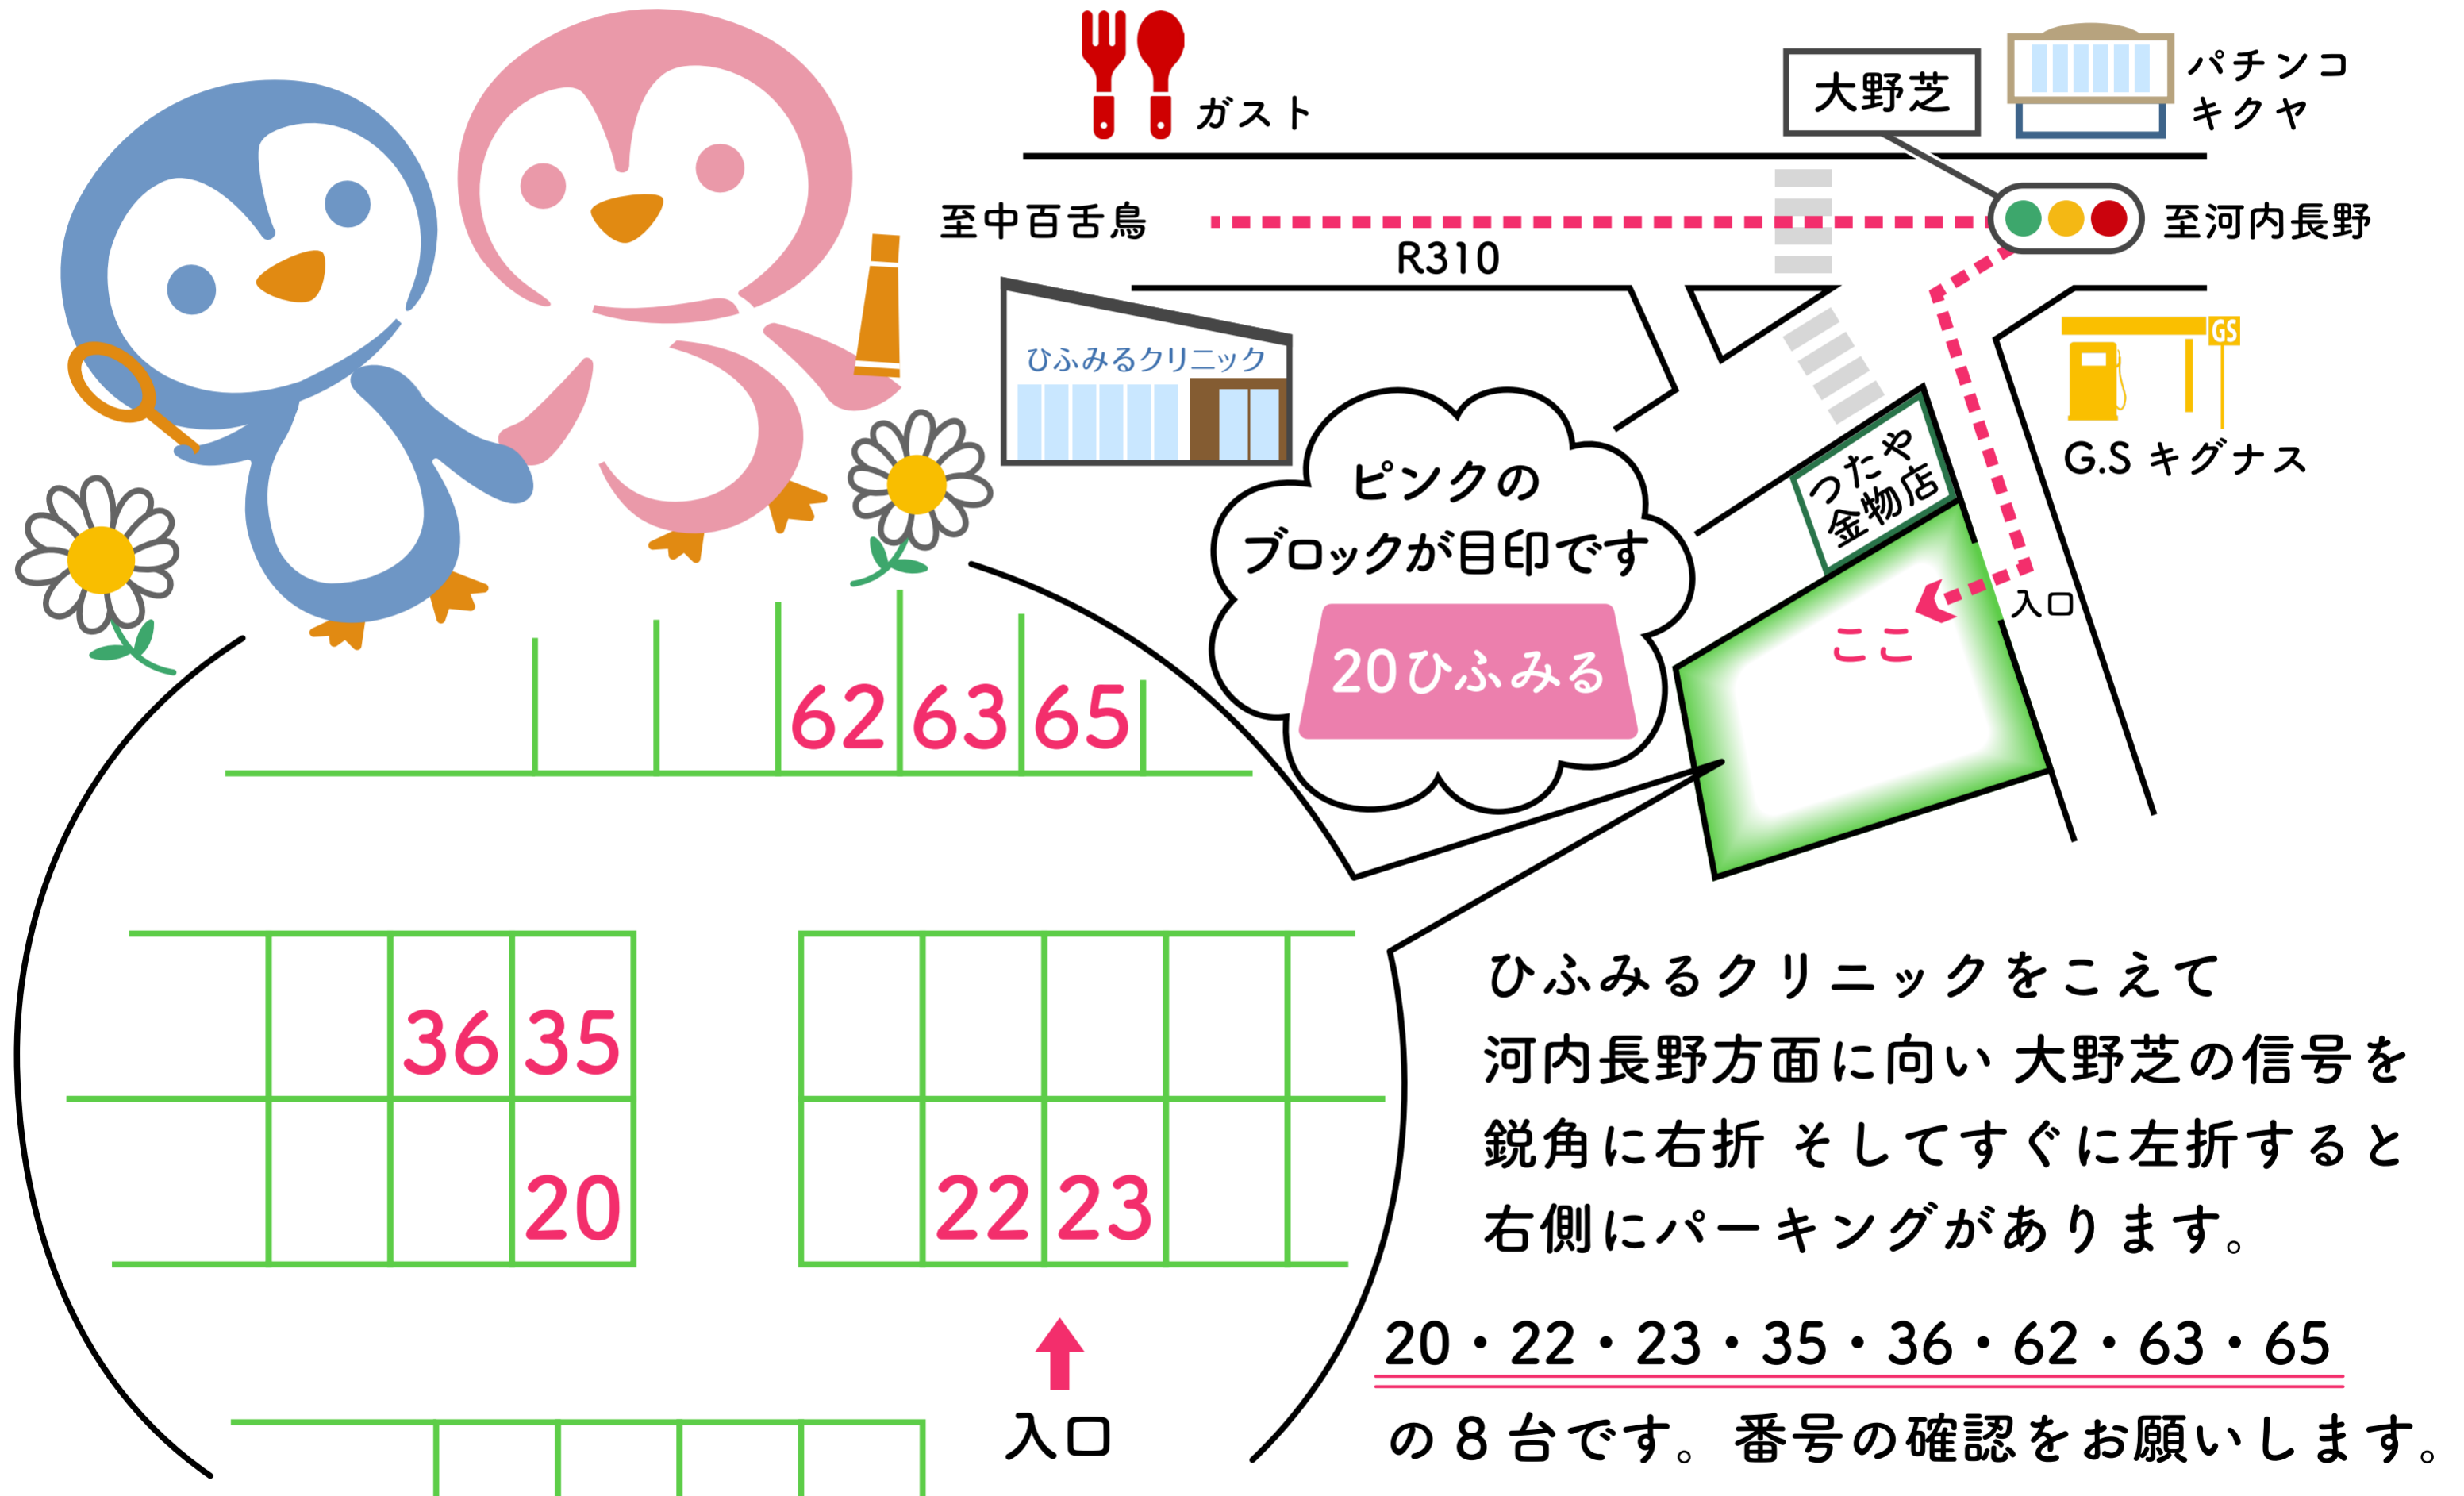 ガスト
大野芝
パチンコ
キクヤ
至中百舌鳥
至河内長野
R310
ひふみるクリニック
GS
G.S キグナス
つたや
金物店
ピンクの
ブロックが目印です
20ひふみる
入口
ここ
62 63 65
36 35
20
22 23
入口
ひふみるクリニックをこえて
河内長野方面に向い 大野芝の信号を
鋭角に右折 そしてすぐに左折すると
右側にパーキングがあります。
20・22・23・35・36・62・63・65
の8台です。番号の確認をお願いします。